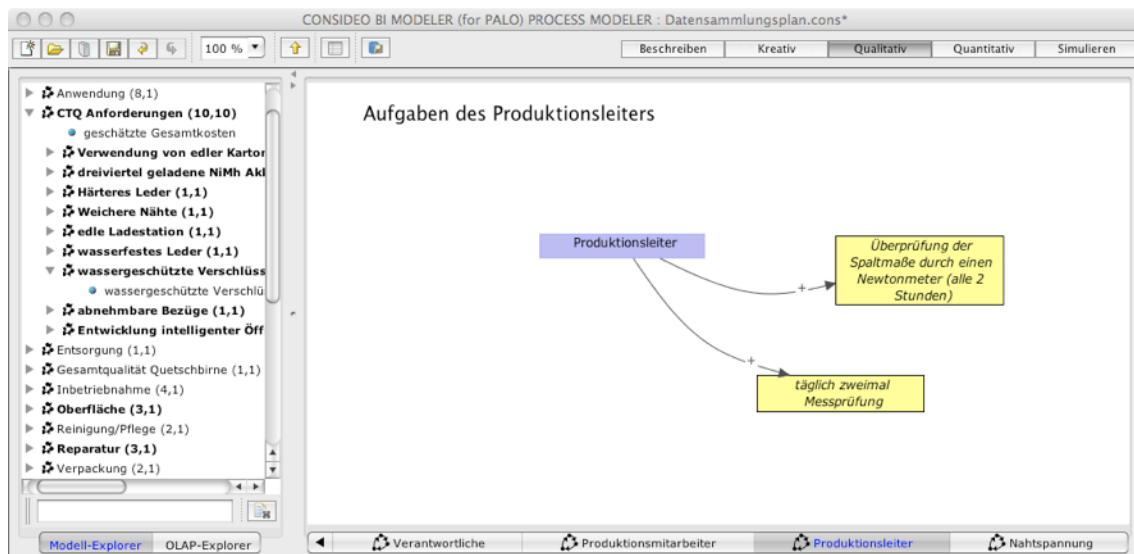 CONSIDEO BI MODELER (for PALO) PROCESS MODELER : Datensammlungsplan.cons*
100 %
Beschreiben
Kreativ
Qualitativ
Quantitativ
Simulieren
Anwendung (8,1)
CTQ Anforderungen (10,10)
geschätzte Gesamtkosten
Verwendung von edler Karton
dreiviertel geladene NiMh Akl
Härteres Leder (1,1)
Weichere Nähte (1,1)
edle Ladestation (1,1)
wasserfestes Leder (1,1)
wassergeschützte Verschlüss
wassergeschützte Verschlü
abnehmbare Bezüge (1,1)
Entwicklung intelligenter Öff
Entsorgung (1,1)
Gesamtqualität Quetschbirne (1,1)
Inbetriebnahme (4,1)
Oberfläche (3,1)
Reinigung/Pflege (2,1)
Reparatur (3,1)
Verpackung (2,1)
Modell-Explorer
OLAP-Explorer
Aufgaben des Produktionsleiters
Produktionsleiter
Überprüfung der
Spaltmaße durch einen
Newtonmeter (alle 2
Stunden)
+
+
täglich zweimal
Messprüfung
Verantwortliche
Produktionsmitarbeiter
Produktionsleiter
Nahtspannung